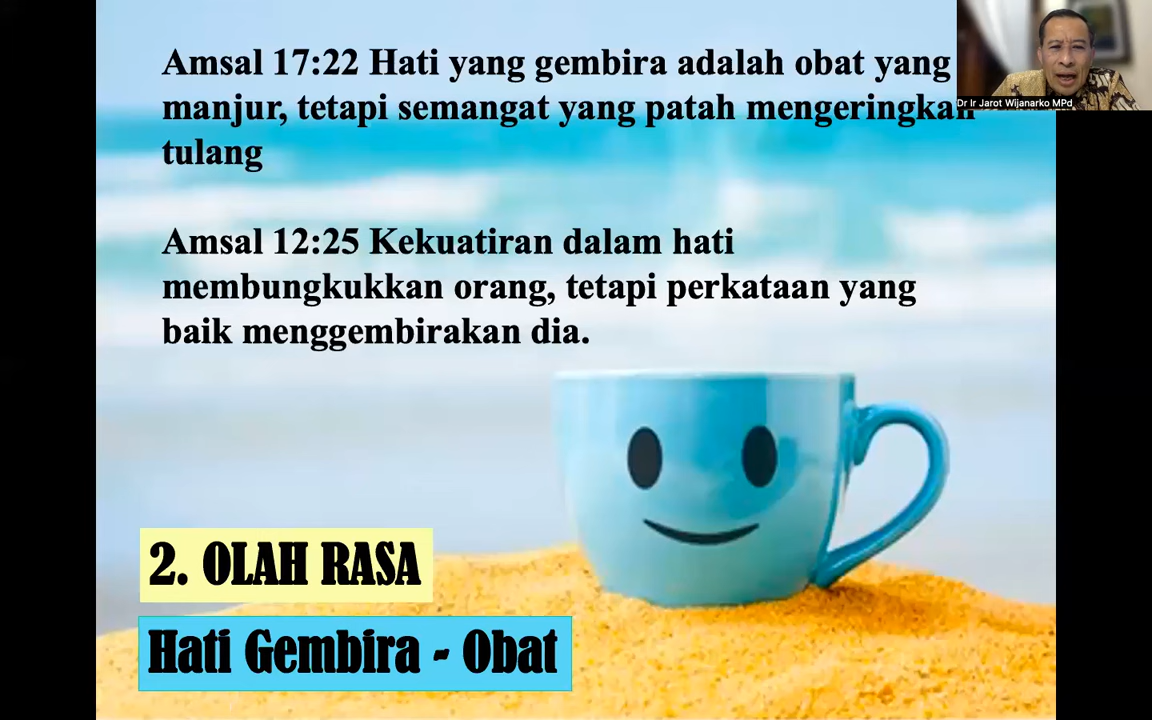 Amsal 17:22 Hati yang gembira adalah obat yang
manjur, tetapi semangat yang patah mengeringkan
tulang
Dr Ir Jarot Wijanarko MPd
Amsal 12:25 Kekuatiran dalam hati
membungkukkan orang, tetapi perkataan yang
baik menggembirakan dia.
2. OLAH RASA
Hati Gembira - Obat